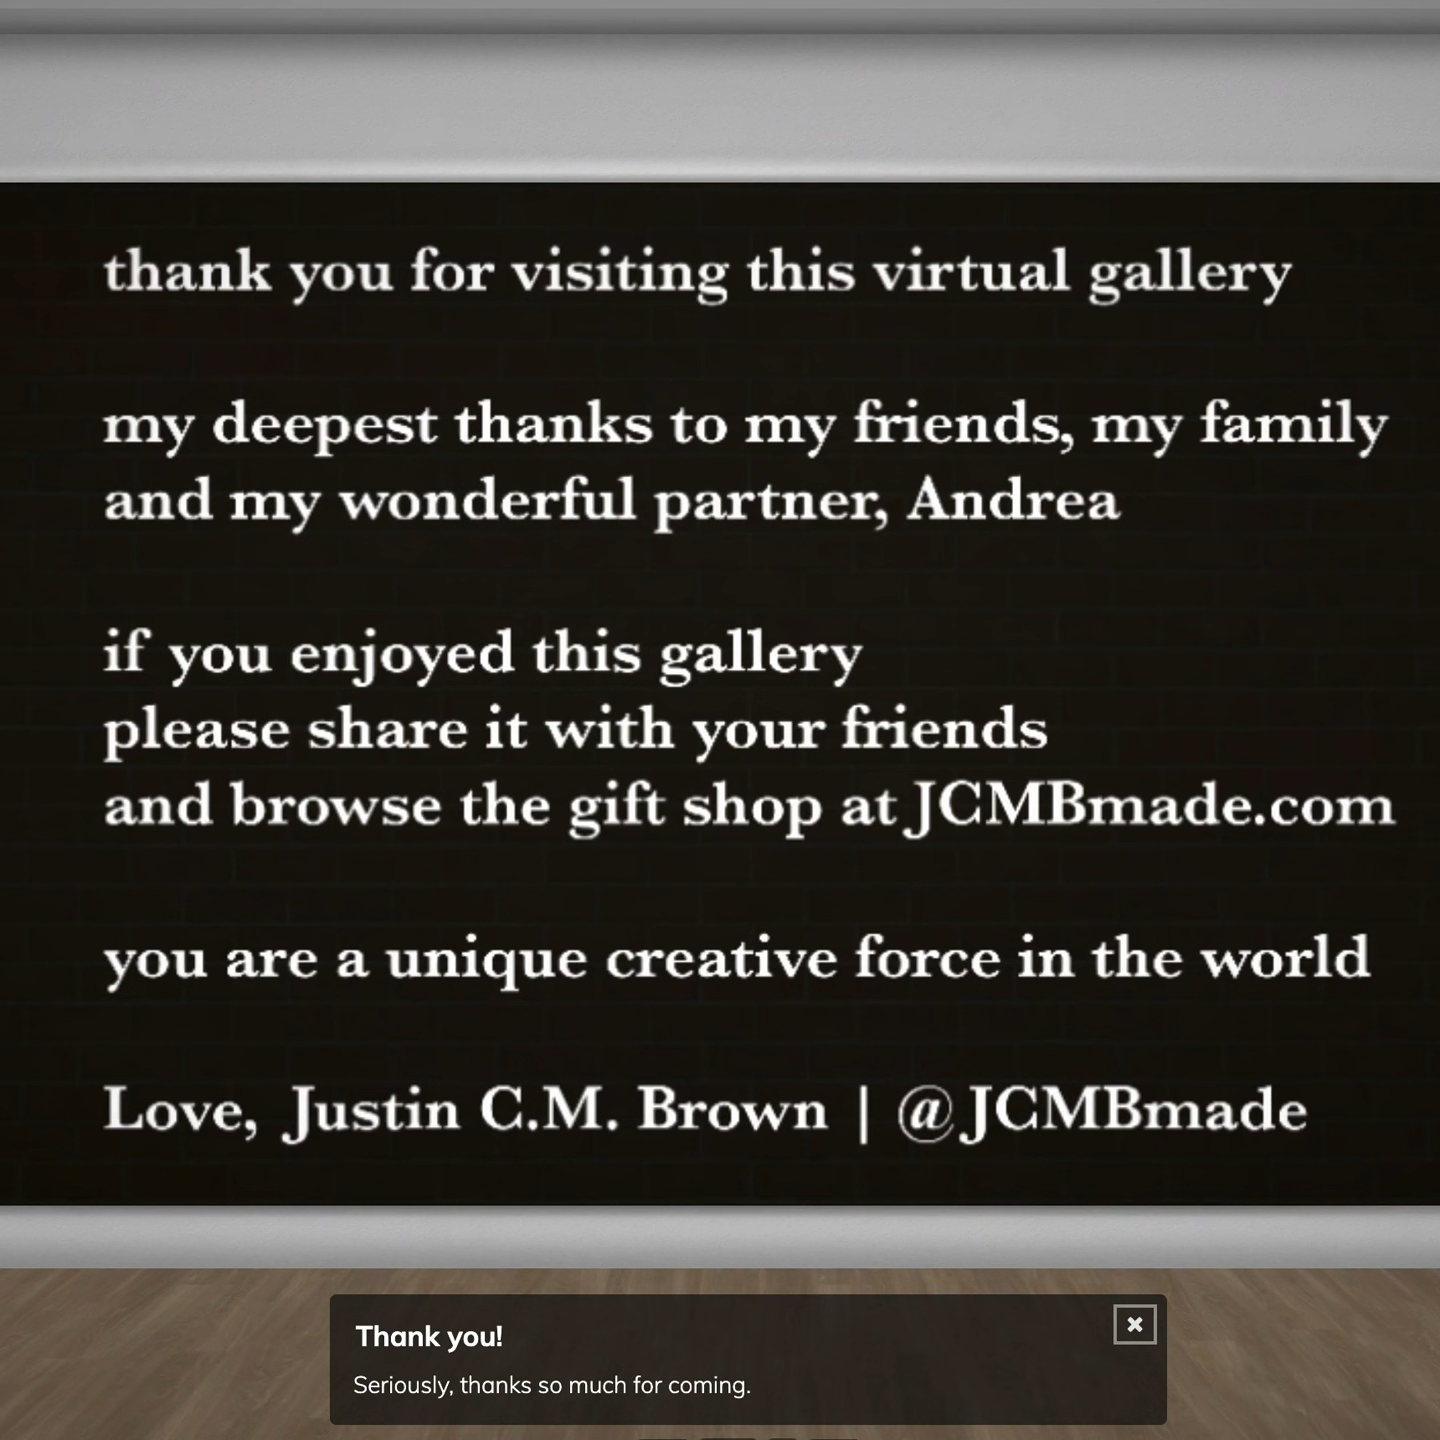 thank you for visiting this virtual gallery
my deepest thanks to my friends, my family
and my wonderful partner, Andrea
if you enjoyed this gallery
please share it with your friends
and browse the gift shop at JCMBmade.com
you are a unique creative force in the world
Love, Justin C.M. Brown | @JCMBmade
Thank you!
Seriously, thanks so much for coming.